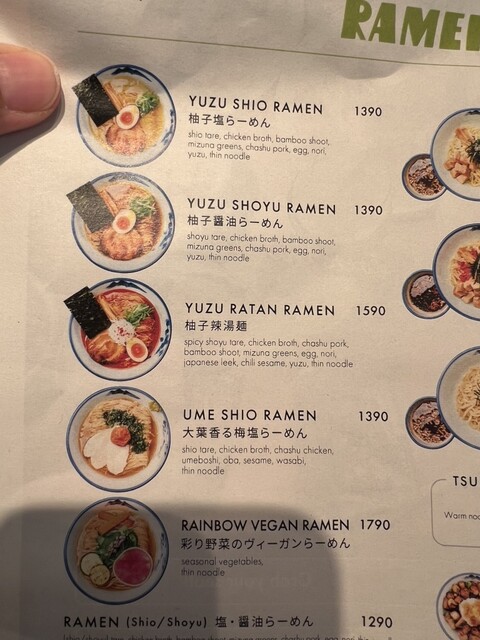 RAMEN
YUZU SHIO RAMEN 1390
柚子塩らーめん
shio tare, chicken broth, bamboo shoot,
mizuna greens, chashu pork, egg, nori,
yuzu, thin noodle
YUZU SHOYU RAMEN 1390
柚子醤油らーめん
shoyu tare, chicken broth, bamboo shoot,
mizuna greens, chashu pork, egg, nori,
yuzu, thin noodle
YUZU RATAN RAMEN 1590
柚子辣湯麺
spicy shoyu tare, chicken broth, chashu pork,
bamboo shoot, mizuna greens, egg, nori,
japanese leek, chili sesame, yuzu, thin noodle
UME SHIO RAMEN 1390
大葉香る梅塩らーめん
shio tare, chicken broth, chashu chicken,
umeboshi, oba, sesame, wasabi,
thin noodle
RAINBOW VEGAN RAMEN 1790
彩り野菜のヴィーガンらーめん
seasonal vegetables,
thin noodle
TSU
Warm noo
RAMEN (Shio/Shoyu) 塩・醤油らーめん 1290